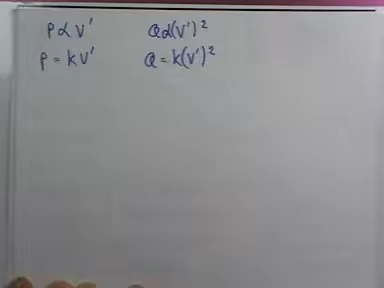 P ∝ V' Q ∝ (V')²
P = KV' Q = K(V')²